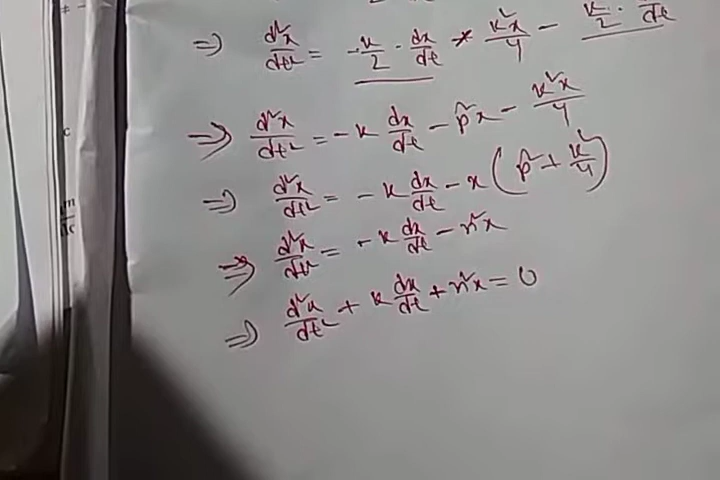 ⇒ d²x/dt² = -k/2 · dx/dt * k²x/4 - k/2 · /dt
⇒ d²x/dt² = -k dx/dt - p²x - k²x/4
⇒ d²x/dt² = -k dx/dt - x (p² + k²/4)
⇒ d²x/dt² = -k dx/dt - n²x
⇒ d²x/dt² + k dx/dt + n²x = 0